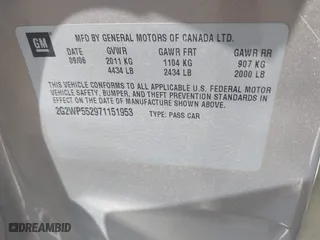 GM
MFD BY GENERAL MOTORS OF CANADA LTD.
DATE GVWR GAWR FRT GAWR RR
09/06 2011 KG 1104 KG 907 KG
4434 LB 2434 LB 2000 LB
THIS VEHICLE CONFORMS TO ALL APPLICABLE U.S. FEDERAL MOTOR
VEHICLE SAFETY, BUMPER, AND THEFT PREVENTION STANDARDS IN
EFFECT ON THE DATE OF MANUFACTURE SHOWN ABOVE.
2G2WP552971151953 TYPE: PASS CAR
DREAMBID